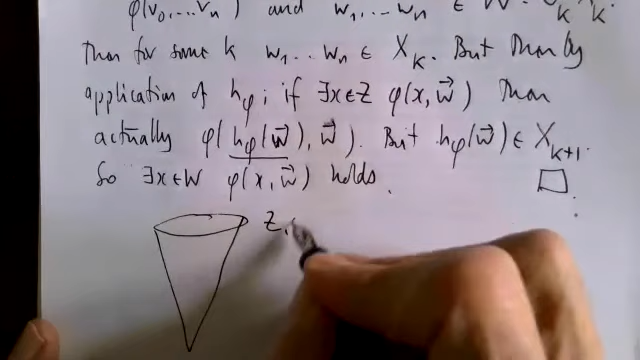 φ(v₀,...vₙ) and w₁,...wₙ ∈ W = ∪ₖ Xₖ.
Then for some k w₁...wₙ ∈ Xₖ. But then by
application of hφ; if ∃x∈Z φ(x,w⃗) then
actually φ(hφ(w⃗), w⃗). But hφ(w⃗) ∈ Xₖ₊₁.
So ∃x∈W φ(x,w⃗) holds. □
Z,